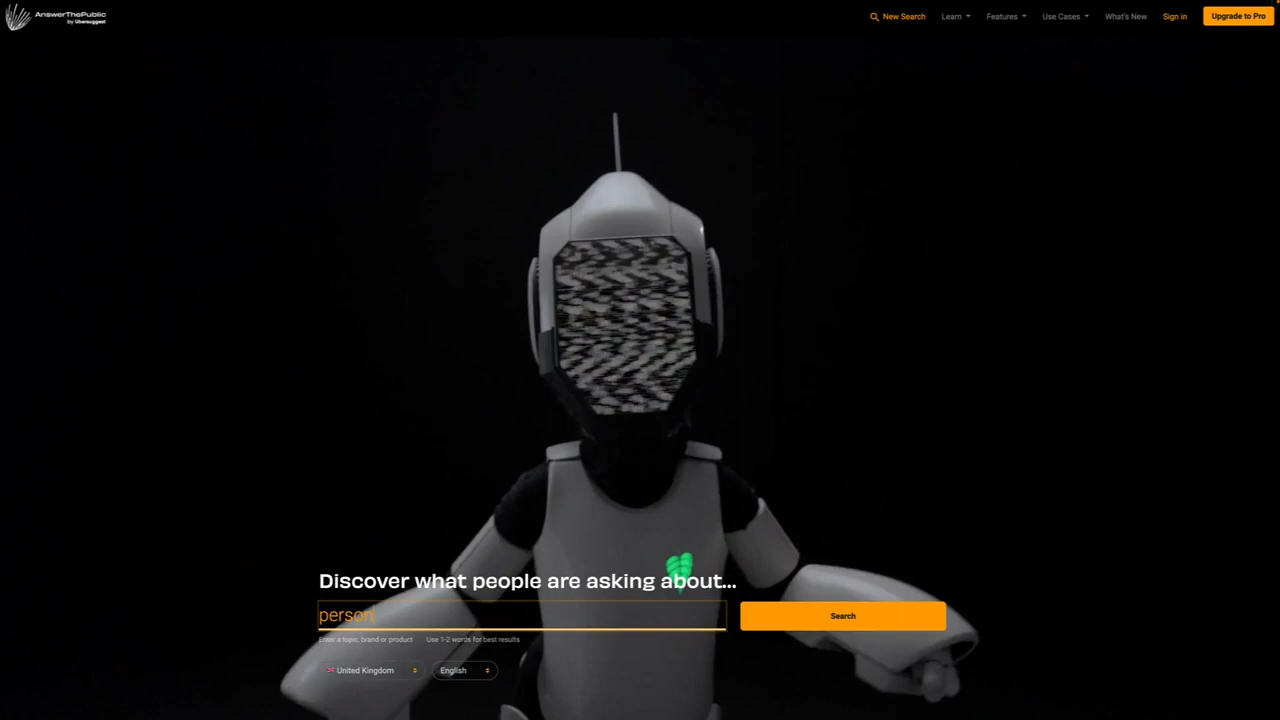 AnswerThePublic
by Ubersuggest
New Search
Learn
Features
Use Cases
What's New
Sign in
Upgrade to Pro
Discover what people are asking about...
person
Search
Enter a topic, brand or product
Use 1-2 words for best results
United Kingdom
English